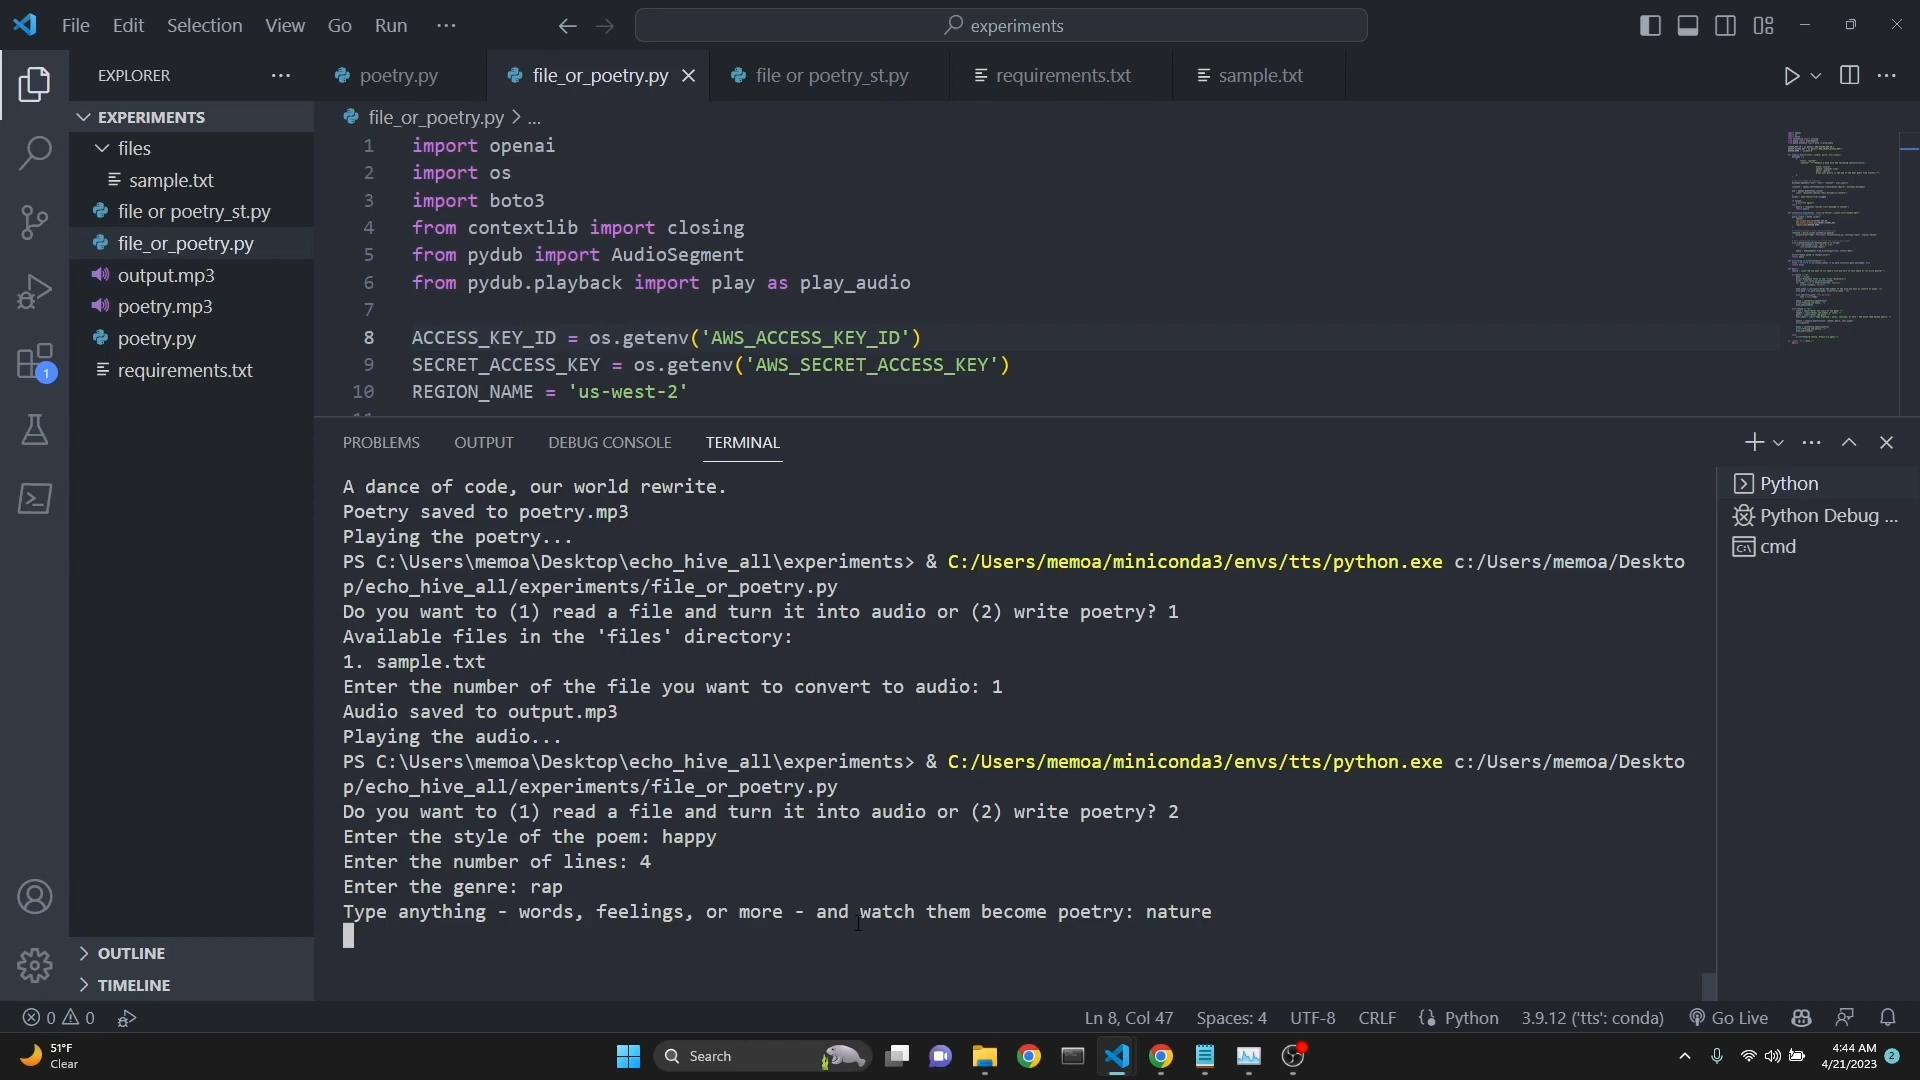 File Edit Selection View Go Run ···
experiments
EXPLORER ···
poetry.py
file_or_poetry.py
file or poetry_st.py
requirements.txt
sample.txt
EXPERIMENTS
files
sample.txt
file or poetry_st.py
file_or_poetry.py
output.mp3
poetry.mp3
poetry.py
requirements.txt
1
OUTLINE
TIMELINE
file_or_poetry.py > ...
1 import openai
2 import os
3 import boto3
4 from contextlib import closing
5 from pydub import AudioSegment
6 from pydub.playback import play as play_audio
7
8 ACCESS_KEY_ID = os.getenv('AWS_ACCESS_KEY_ID')
9 SECRET_ACCESS_KEY = os.getenv('AWS_SECRET_ACCESS_KEY')
10 REGION_NAME = 'us-west-2'
PROBLEMS OUTPUT DEBUG CONSOLE TERMINAL
A dance of code, our world rewrite.
Poetry saved to poetry.mp3
Playing the poetry...
PS C:\Users\memoa\Desktop\echo_hive_all\experiments> & C:/Users/memoa/miniconda3/envs/tts/python.exe c:/Users/memoa/Deskto
p/echo_hive_all/experiments/file_or_poetry.py
Do you want to (1) read a file and turn it into audio or (2) write poetry? 1
Available files in the 'files' directory:
1. sample.txt
Enter the number of the file you want to convert to audio: 1
Audio saved to output.mp3
Playing the audio...
PS C:\Users\memoa\Desktop\echo_hive_all\experiments> & C:/Users/memoa/miniconda3/envs/tts/python.exe c:/Users/memoa/Deskto
p/echo_hive_all/experiments/file_or_poetry.py
Do you want to (1) read a file and turn it into audio or (2) write poetry? 2
Enter the style of the poem: happy
Enter the number of lines: 4
Enter the genre: rap
Type anything - words, feelings, or more - and watch them become poetry: nature
Python
Python Debug ...
cmd
0 0
Ln 8, Col 47 Spaces: 4 UTF-8 CRLF Python 3.9.12 ('tts': conda) Go Live
51°F
Clear
Search
4:44 AM
4/21/2023
2